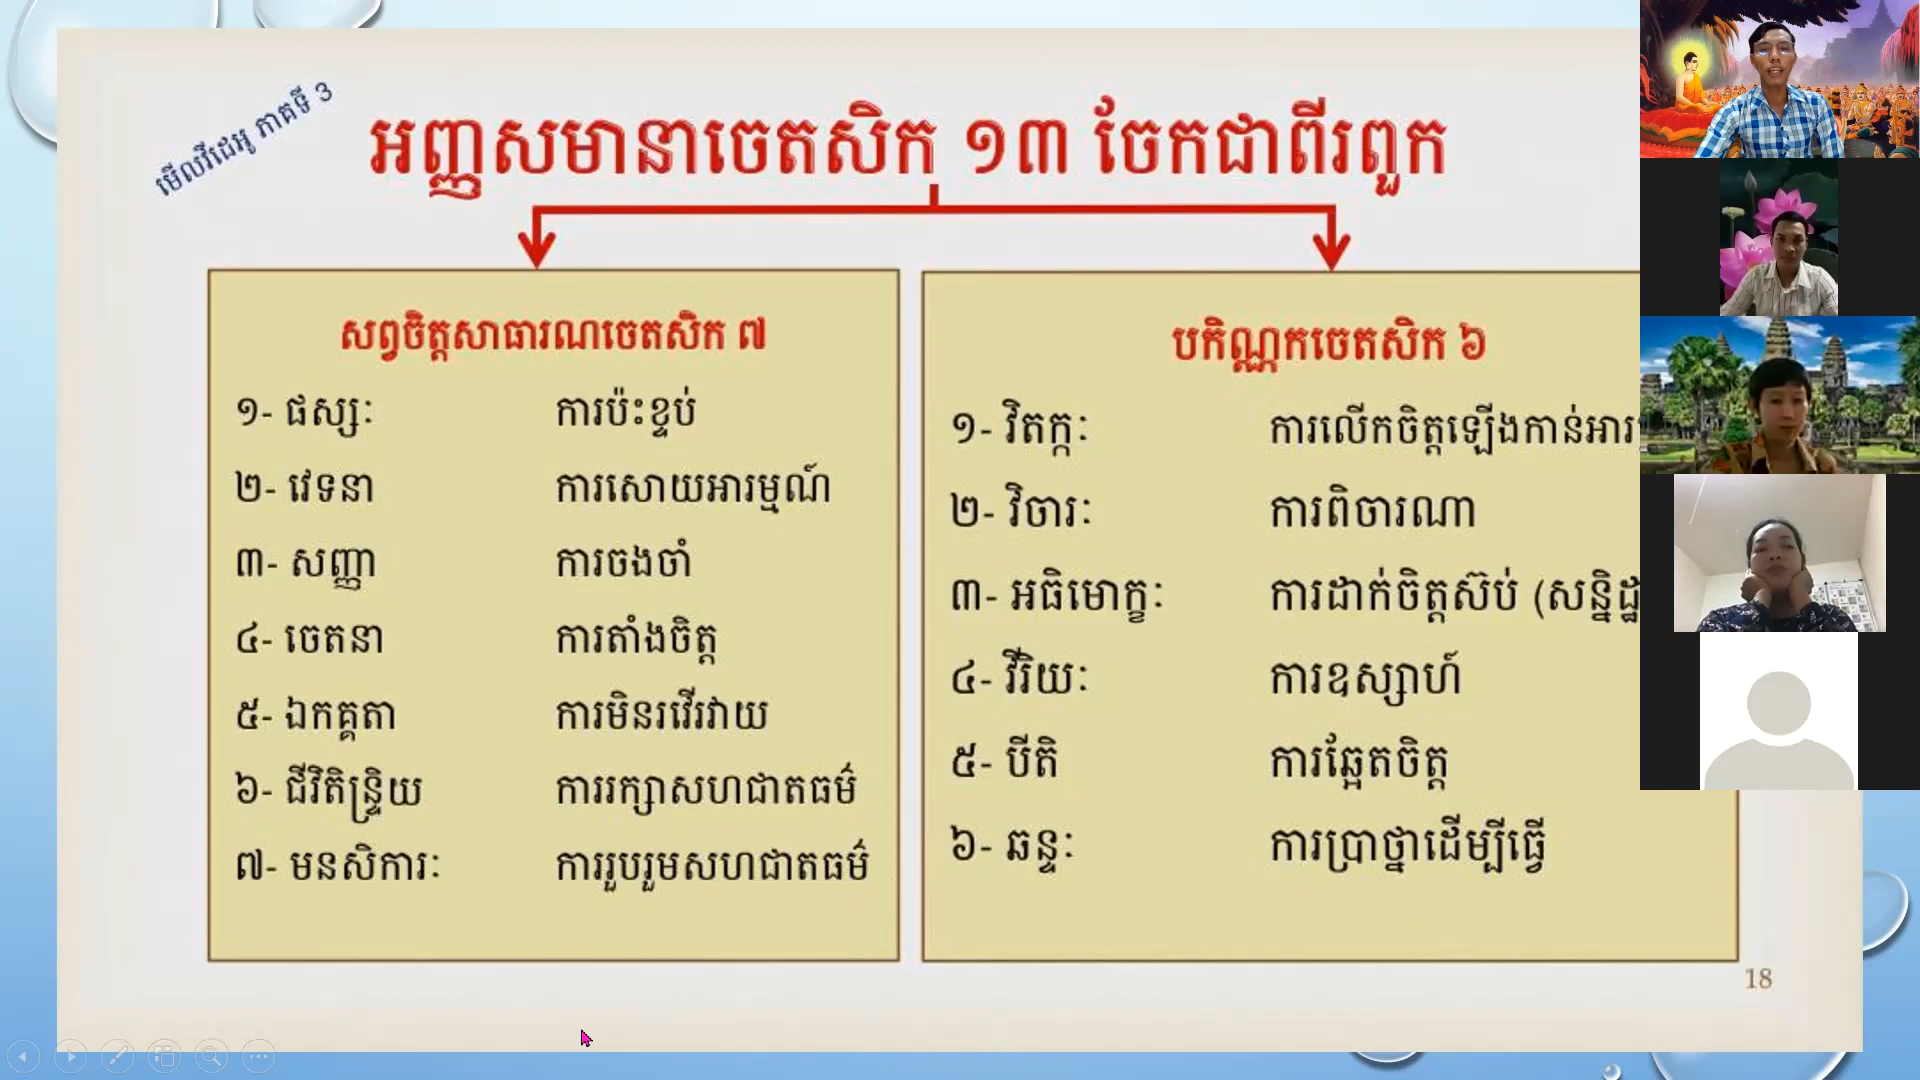 មើលវីដេអូ ភាគទី 3
អញ្ញសមានាចេតសិក ១៣ ចែកជាពីរពួក
សព្វចិត្តសាធារណចេតសិក ៧
១- ផស្សៈ ការប៉ះខ្ទប់
២- វេទនា ការសោយអារម្មណ៍
៣- សញ្ញា ការចងចាំ
៤- ចេតនា ការតាំងចិត្ត
៥- ឯកគ្គតា ការមិនរវើរវាយ
៦- ជីវិតិន្ទ្រិយ ការរក្សាសហជាតធម៌
៧- មនសិការៈ ការរួបរួមសហជាតធម៌
បកិណ្ណកចេតសិក ៦
១- វិតក្កៈ ការលើកចិត្តឡើងកាន់អារ
២- វិចារៈ ការពិចារណា
៣- អធិមោក្ខៈ ការដាក់ចិត្តស៊ប់ (សន្និដ្ឋ
៤- វីរិយៈ ការឧស្សាហ៍
៥- បីតិ ការឆ្អែតចិត្ត
៦- ឆន្ទៈ ការប្រាថ្នាដើម្បីធ្វើ
18